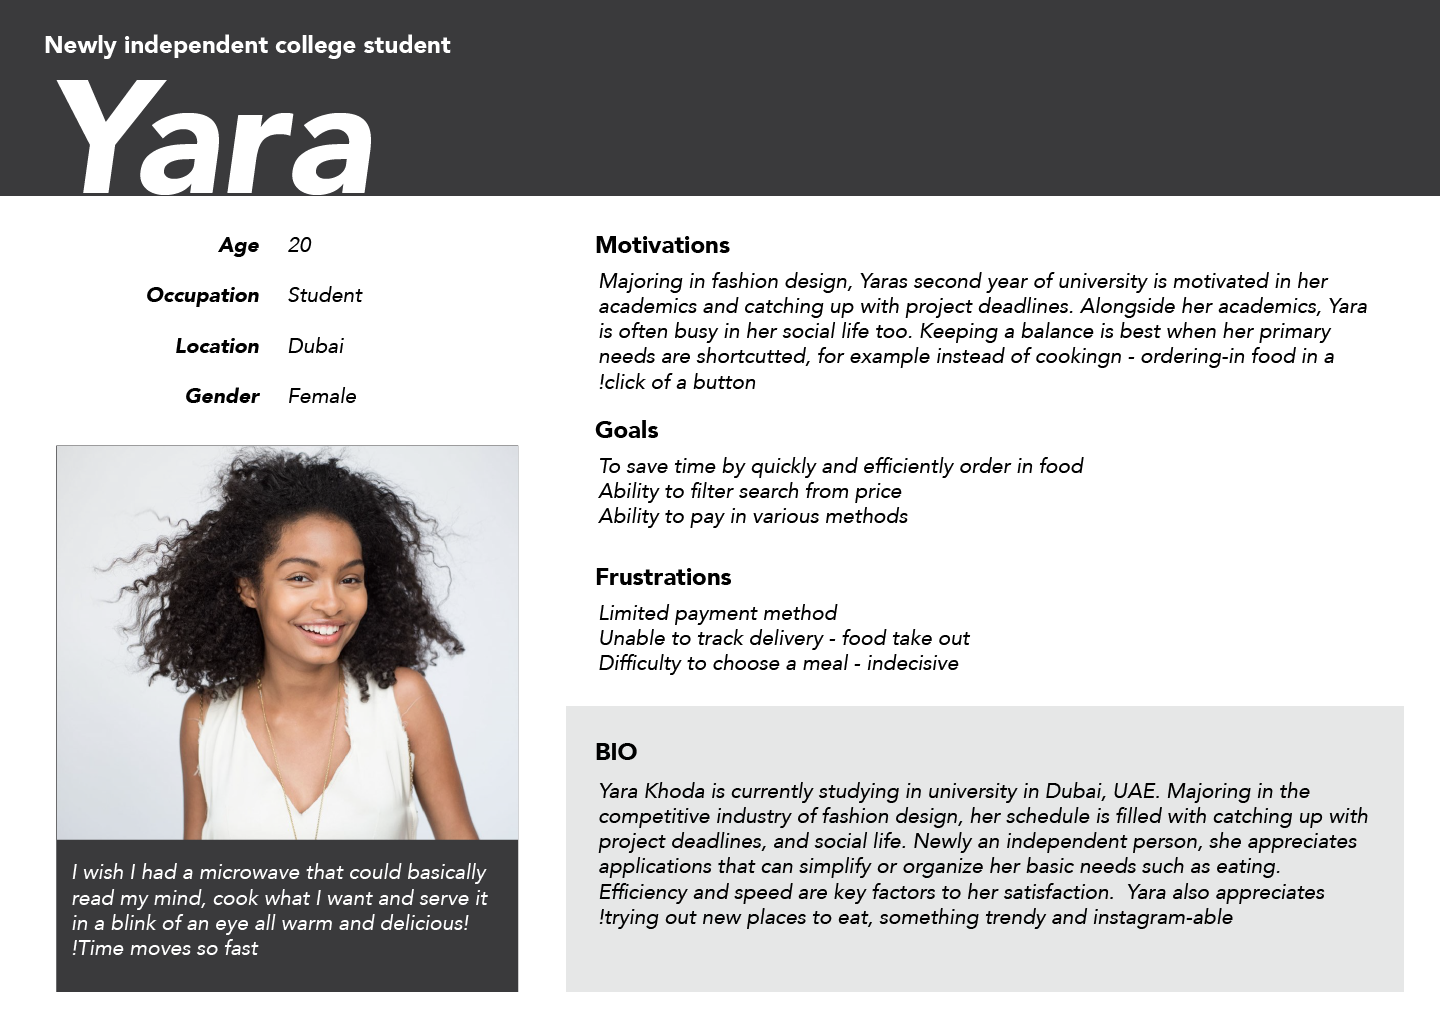 Newly independent college student
Yara
Age 20
Occupation Student
Location Dubai
Gender Female
I wish I had a microwave that could basically
read my mind, cook what I want and serve it
in a blink of an eye all warm and delicious!
!Time moves so fast
Motivations
Majoring in fashion design, Yaras second year of university is motivated in her
academics and catching up with project deadlines. Alongside her academics, Yara
is often busy in her social life too. Keeping a balance is best when her primary
needs are shortcutted, for example instead of cookingn - ordering-in food in a
!click of a button
Goals
To save time by quickly and efficiently order in food
Ability to filter search from price
Ability to pay in various methods
Frustrations
Limited payment method
Unable to track delivery - food take out
Difficulty to choose a meal - indecisive
BIO
Yara Khoda is currently studying in university in Dubai, UAE. Majoring in the
competitive industry of fashion design, her schedule is filled with catching up with
project deadlines, and social life. Newly an independent person, she appreciates
applications that can simplify or organize her basic needs such as eating.
Efficiency and speed are key factors to her satisfaction.  Yara also appreciates
!trying out new places to eat, something trendy and instagram-able